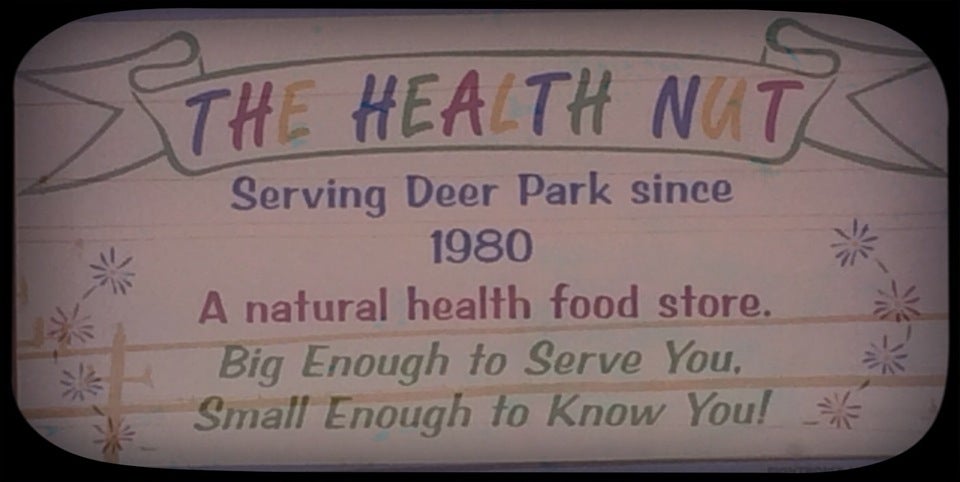 THE HEALTH NUT
Serving Deer Park since
1980
A natural health food store.
Big Enough to Serve You,
Small Enough to Know You!